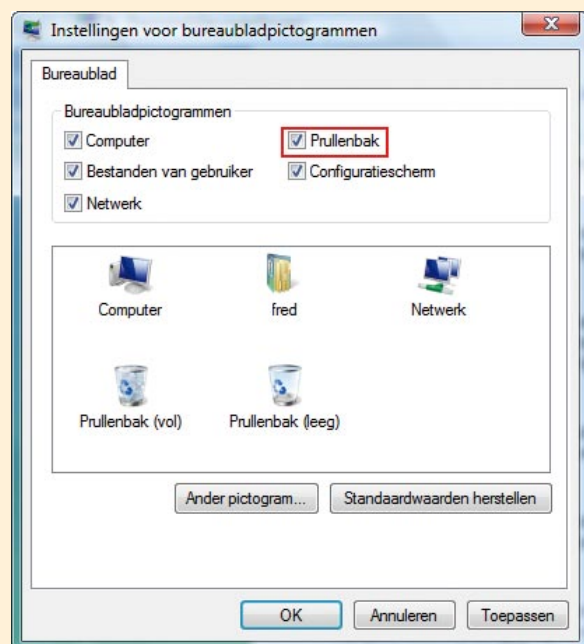 Instellingen voor bureaubladpictogrammen
Bureaublad
Bureaubladpictogrammen
Computer
Prullenbak
Bestanden van gebruiker
Configuratiescherm
Netwerk
Computer
fred
Netwerk
Prullenbak (vol)
Prullenbak (leeg)
Ander pictogram...
Standaardwaarden herstellen
OK
Annuleren
Toepassen